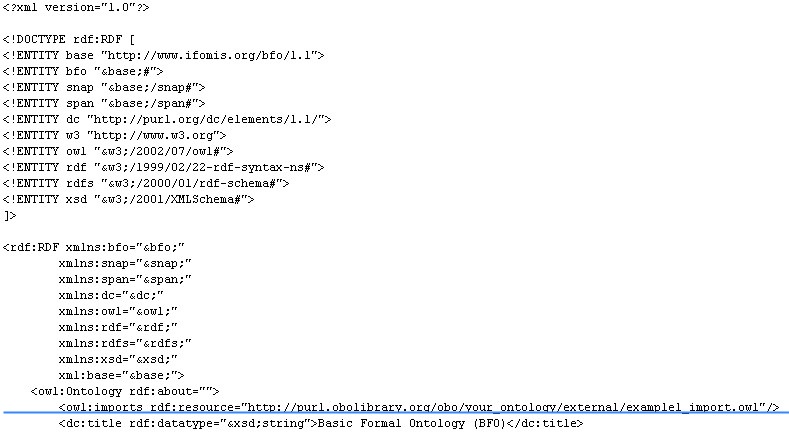 <?xml version="1.0"?>
<!DOCTYPE rdf:RDF [
<!ENTITY base "http://www.ifomis.org/bfo/1.1">
<!ENTITY bfo "&base;#">
<!ENTITY snap "&base;/snap#">
<!ENTITY span "&base;/span#">
<!ENTITY dc "http://purl.org/dc/elements/1.1/">
<!ENTITY w3 "http://www.w3.org">
<!ENTITY owl "&w3;/2002/07/owl#">
<!ENTITY rdf "&w3;/1999/02/22-rdf-syntax-ns#">
<!ENTITY rdfs "&w3;/2000/01/rdf-schema#">
<!ENTITY xsd "&w3;/2001/XMLSchema#">
]>
<rdf:RDF xmlns:bfo="&bfo;"
xmlns:snap="&snap;"
xmlns:span="&span;"
xmlns:dc="&dc;"
xmlns:owl="&owl;"
xmlns:rdf="&rdf;"
xmlns:rdfs="&rdfs;"
xmlns:xsd="&xsd;"
xml:base="&base;">
<owl:Ontology rdf:about="">
<owl:imports rdf:resource="http://purl.obolibrary.org/obo/your_ontology/external/example1_import.owl"/>
<dc:title rdf:datatype="&xsd;string">Basic Formal Ontology (BFO)</dc:title>